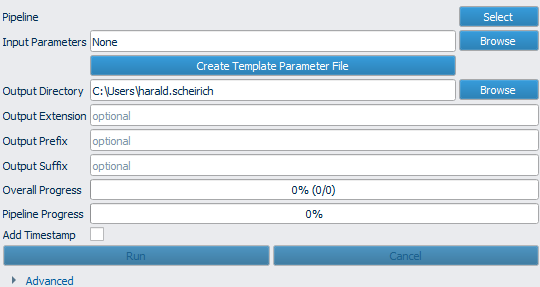 Pipeline Select
Input Parameters None Browse
Create Template Parameter File
Output Directory C:\Users\harald.scheirich Browse
Output Extension optional
Output Prefix optional
Output Suffix optional
Overall Progress 0% (0/0)
Pipeline Progress 0%
Add Timestamp
Run Cancel
Advanced